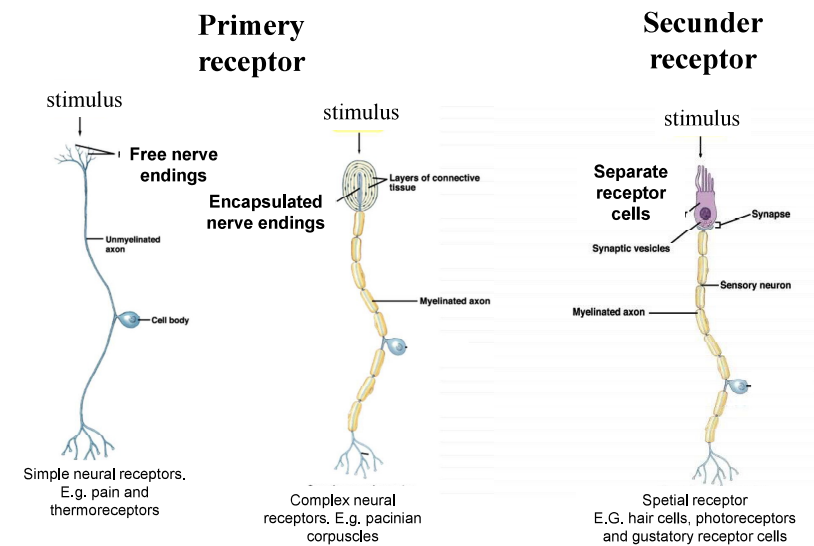 Primery
receptor
Secunder
receptor
stimulus
Free nerve
endings
Unmyelinated
axon
Cell body
Simple neural receptors.
E.g. pain and
thermoreceptors
stimulus
Layers of connective
tissue
Encapsulated
nerve endings
Myelinated axon
Complex neural
receptors. E.g. pacinian
corpuscles
stimulus
Separate
receptor
cells
Synapse
Synaptic vesicles
Sensory neuron
Myelinated axon
Spetial receptor
E.G. hair cells, photoreceptors
and gustatory receptor cells